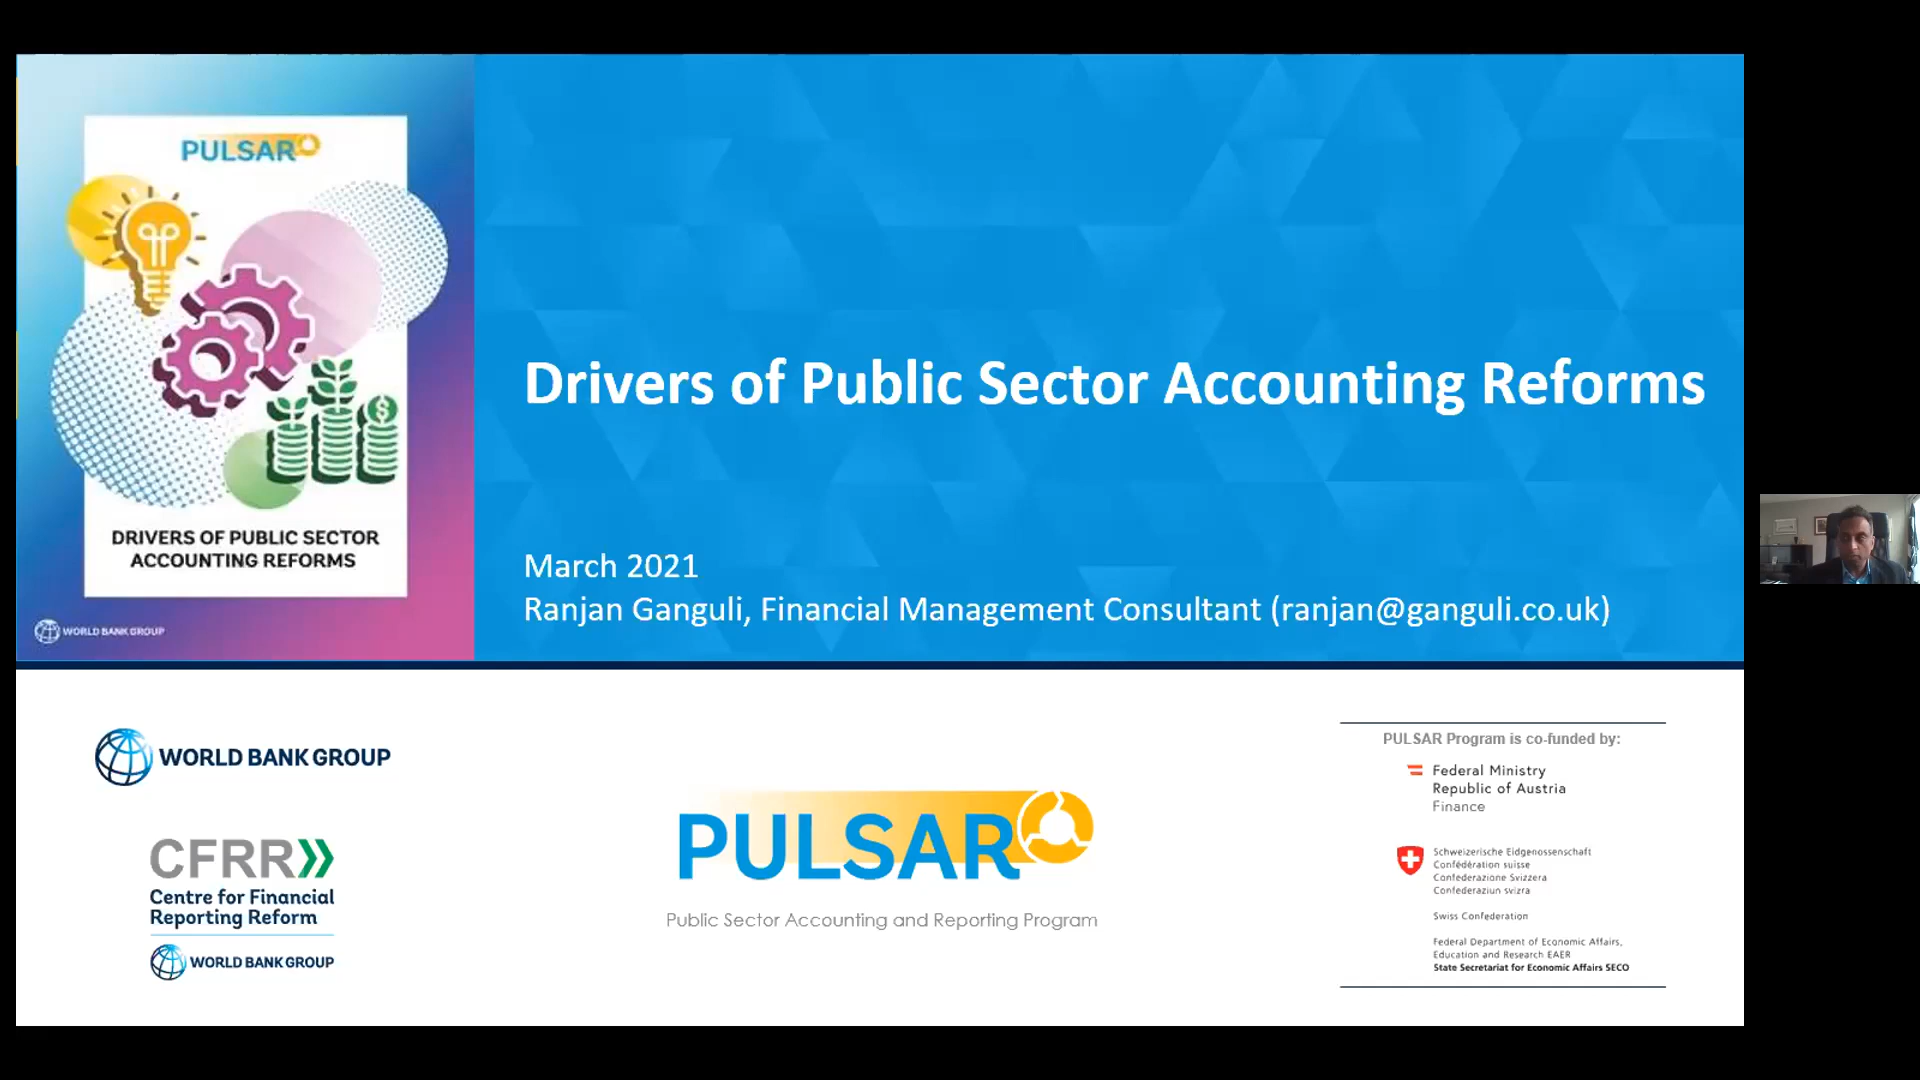 PULSAR
DRIVERS OF PUBLIC SECTOR
ACCOUNTING REFORMS
WORLD BANK GROUP
Drivers of Public Sector Accounting Reforms
March 2021
Ranjan Ganguli, Financial Management Consultant (ranjan@ganguli.co.uk)
WORLD BANK GROUP
CFRR
Centre for Financial
Reporting Reform
WORLD BANK GROUP
PULSAR
Public Sector Accounting and Reporting Program
PULSAR Program is co-funded by:
Federal Ministry
Republic of Austria
Finance
Schweizerische Eidgenossenschaft
Confédération suisse
Confederazione Svizzera
Confederaziun svizra
Swiss Confederation
Federal Department of Economic Affairs,
Education and Research EAER
State Secretariat for Economic Affairs SECO